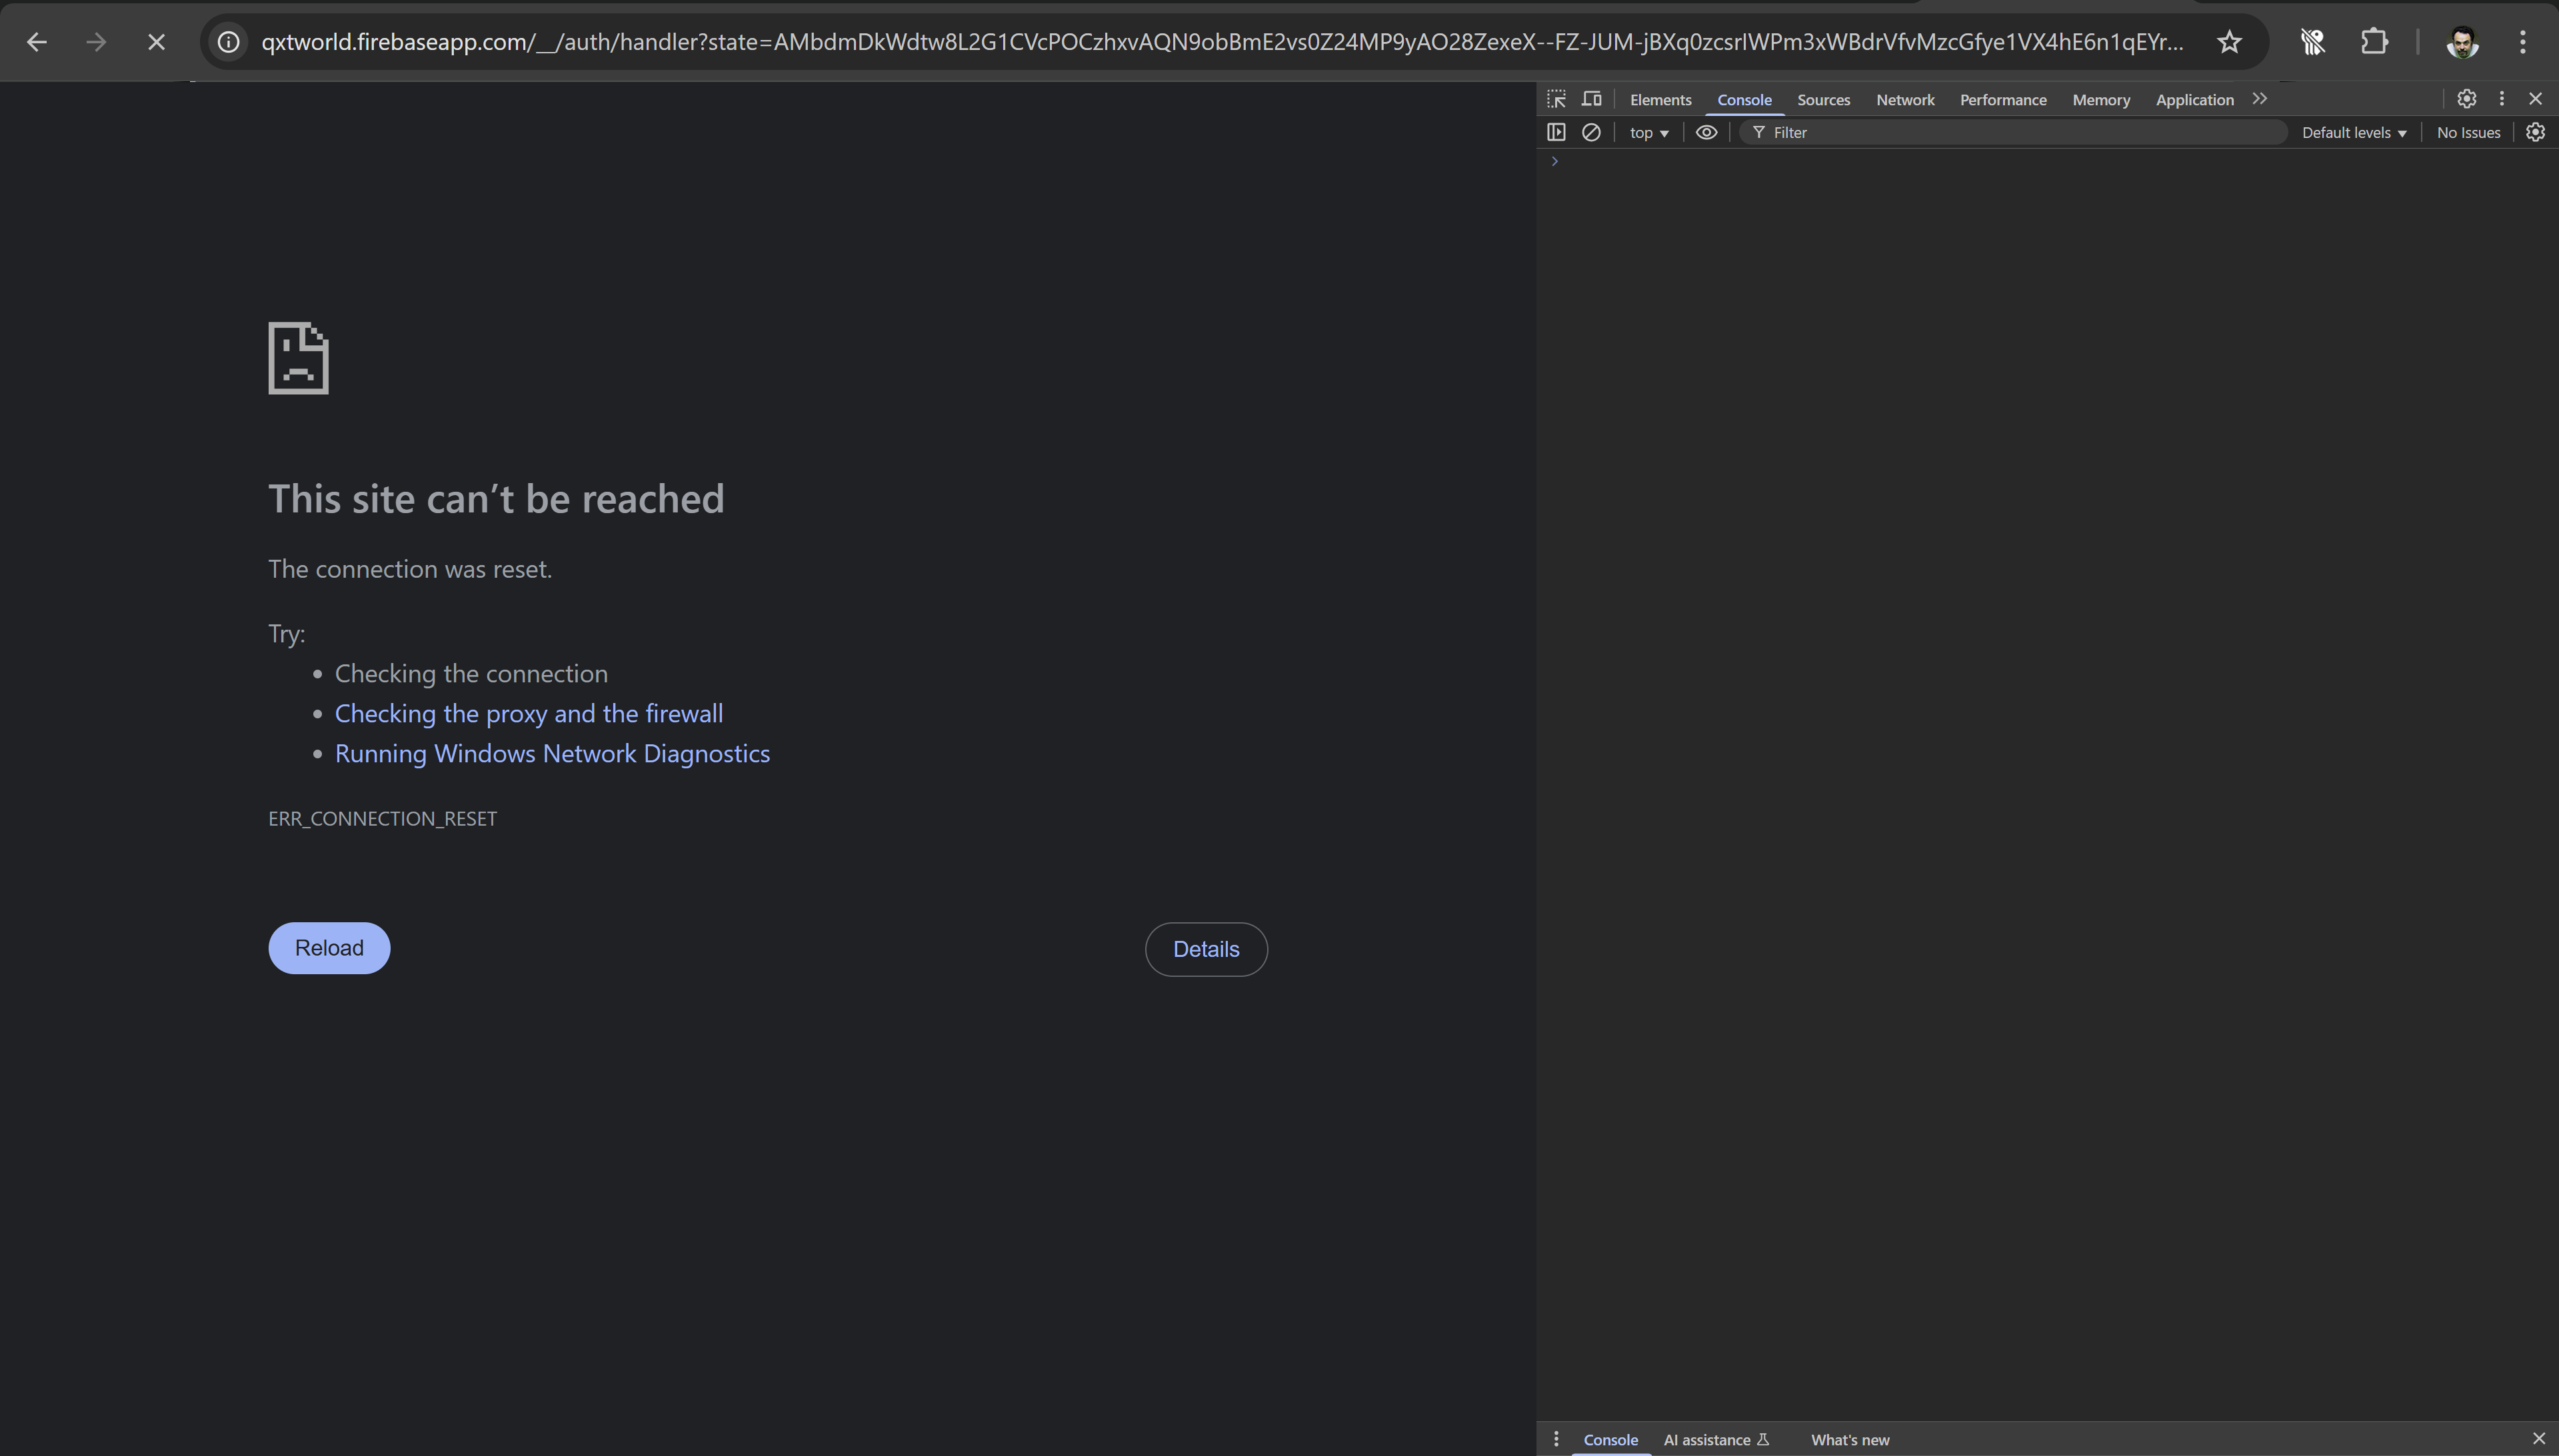 qxtworld.firebaseapp.com/__/auth/handler?state=AMbdmDkWdtw8L2G1CVcPOCzhxvAQN9obBmE2vs0Z24MP9yAO28ZexeX--FZ-JUM-jBXq0zcsrIWPm3xWBdrVfvMzcGfye1VX4hE6n1qEYr...
Elements Console Sources Network Performance Memory Application
top Filter Default levels No Issues
This site can’t be reached
The connection was reset.
Try:
Checking the connection
Checking the proxy and the firewall
Running Windows Network Diagnostics
ERR_CONNECTION_RESET
Reload Details
Console AI assistance What's new